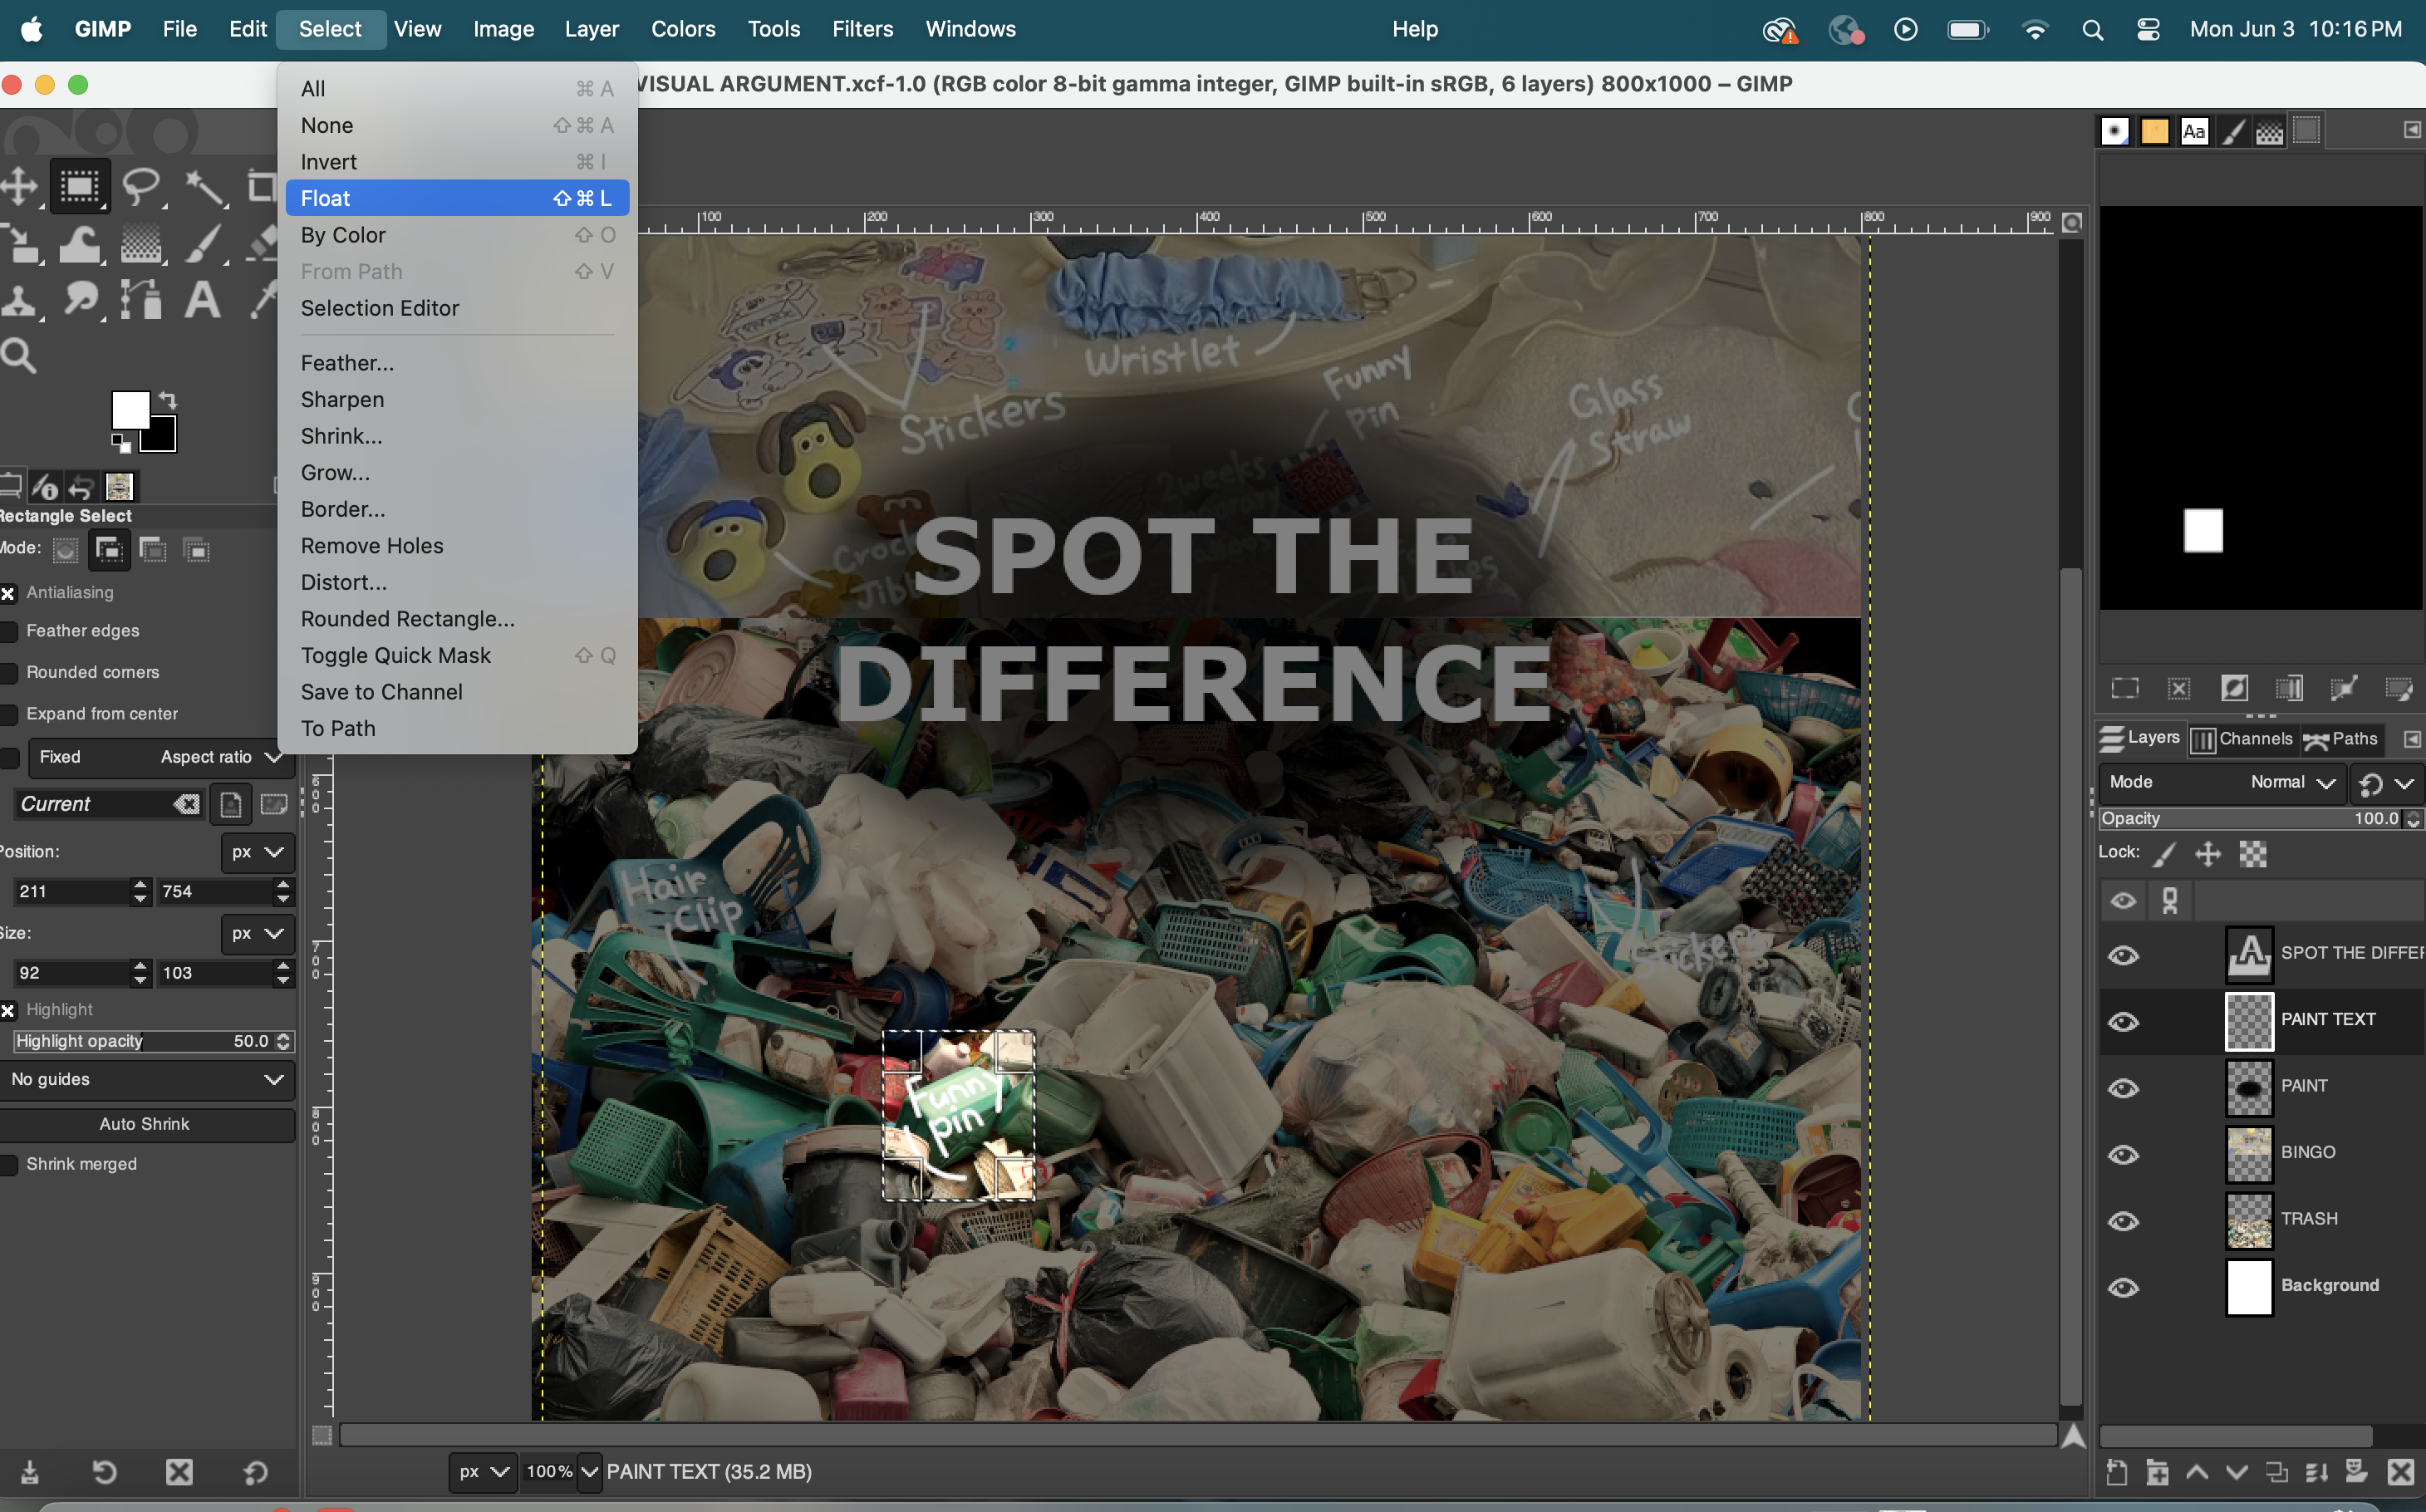 GIMP File Edit Select View Image Layer Colors Tools Filters Windows Help Mon Jun 3 10:16 PM
VISUAL ARGUMENT.xcf-1.0 (RGB color 8-bit gamma integer, GIMP built-in sRGB, 6 layers) 800x1000 – GIMP
All ⌘ A
None ⇧ ⌘ A
Invert ⌘ I
Float ⇧ ⌘ L
By Color ⇧ O
From Path ⇧ V
Selection Editor
Feather...
Sharpen
Shrink...
Grow...
Border...
Remove Holes
Distort...
Rounded Rectangle...
Toggle Quick Mask ⇧ Q
Save to Channel
To Path
Rectangle Select
Mode:
Antialiasing
Feather edges
Rounded corners
Expand from center
Fixed Aspect ratio
Current
Position: px
211 754
Size: px
92 103
Highlight
Highlight opacity 50.0
No guides
Auto Shrink
Shrink merged
100 200 300 400 500 600 700 800 900
600
700
800
900
Wristlet
Stickers
Funny
Pin
Glass
Straw
2 weeks
SPOT THE
DIFFERENCE
Hair
Clip
Stickers
Funny
pin
px 100% PAINT TEXT (35.2 MB)
Aa
Layers Channels Paths
Mode Normal
Opacity 100.0
Lock:
SPOT THE DIFFER
PAINT TEXT
PAINT
BINGO
TRASH
Background